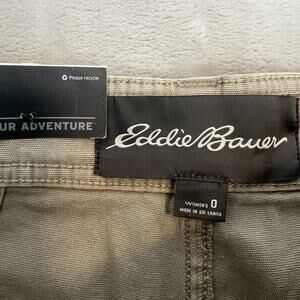 Please recycle
UR ADVENTURE
Eddie Bauer
WOMEN'S 0
MADE IN SRI LANKA